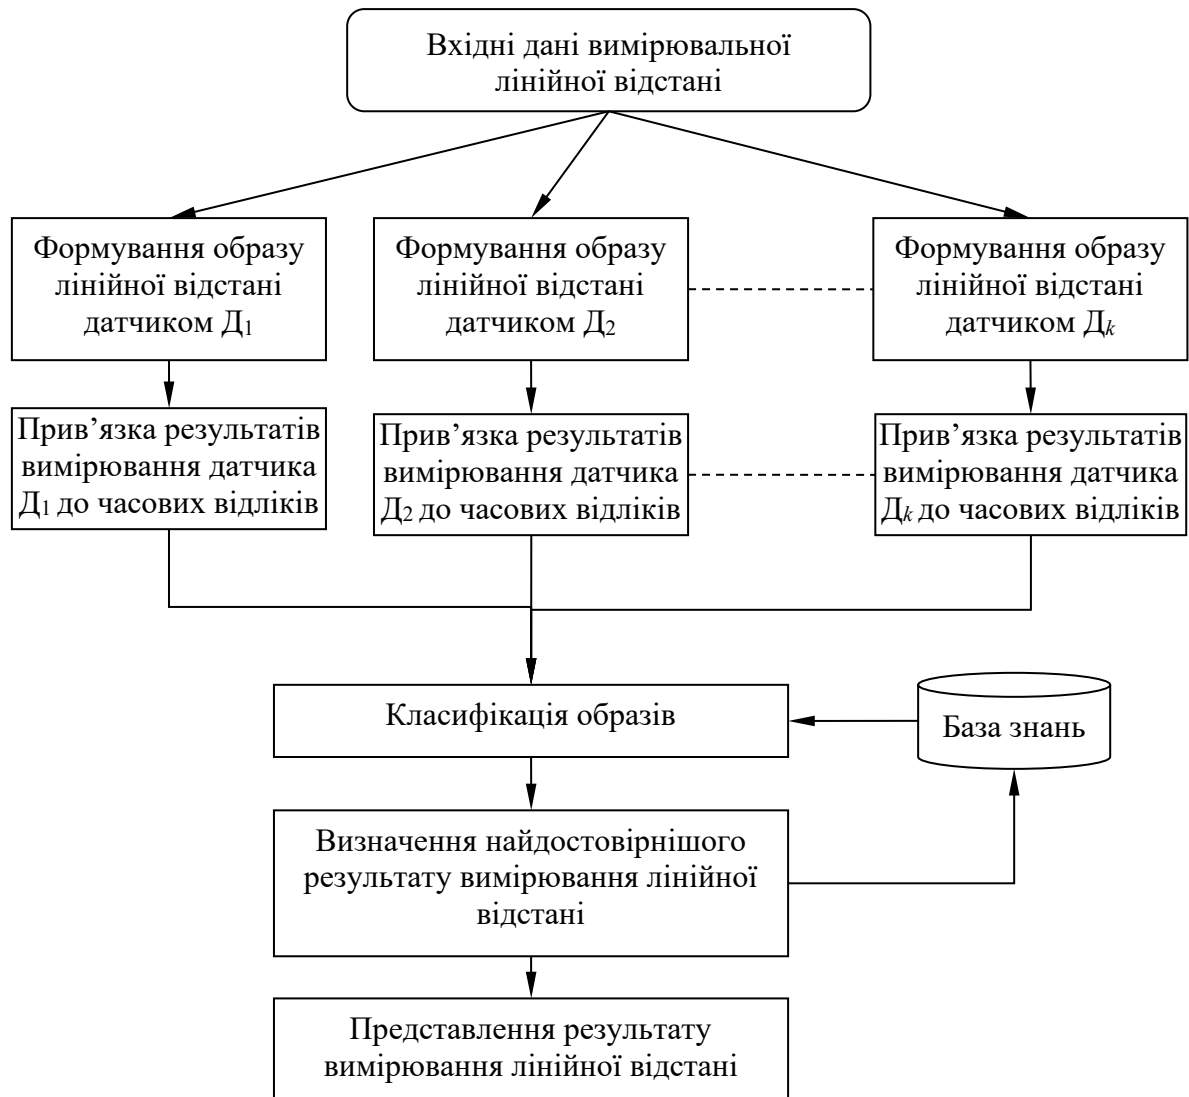 Вхідні дані вимірювальної
лінійної відстані
Формування образу
лінійної відстані
датчиком Д1
Формування образу
лінійної відстані
датчиком Д2
Формування образу
лінійної відстані
датчиком Дk
Прив’язка результатів
вимірювання датчика
Д1 до часових відліків
Прив’язка результатів
вимірювання датчика
Д2 до часових відліків
Прив’язка результатів
вимірювання датчика
Дk до часових відліків
Класифікація образів
База знань
Визначення найдостовірнішого
результату вимірювання лінійної
відстані
Представлення результату
вимірювання лінійної відстані